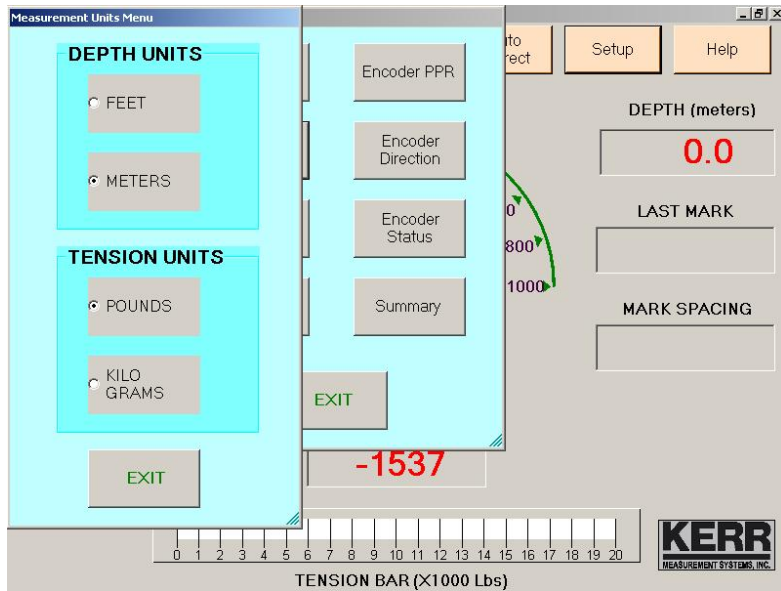 Measurement Units Menu
DEPTH UNITS
FEET
METERS
TENSION UNITS
POUNDS
KILO
GRAMS
EXIT
Encoder PPR
Encoder
Direction
Encoder
Status
Summary
EXIT
Setup
Help
DEPTH (meters)
0.0
LAST MARK
MARK SPACING
800
1000
-1537
0 1 2 3 4 5 6 7 8 9 10 11 12 13 14 15 16 17 18 19 20
TENSION BAR (X1000 Lbs)
KERR
MEASUREMENT SYSTEMS, INC.